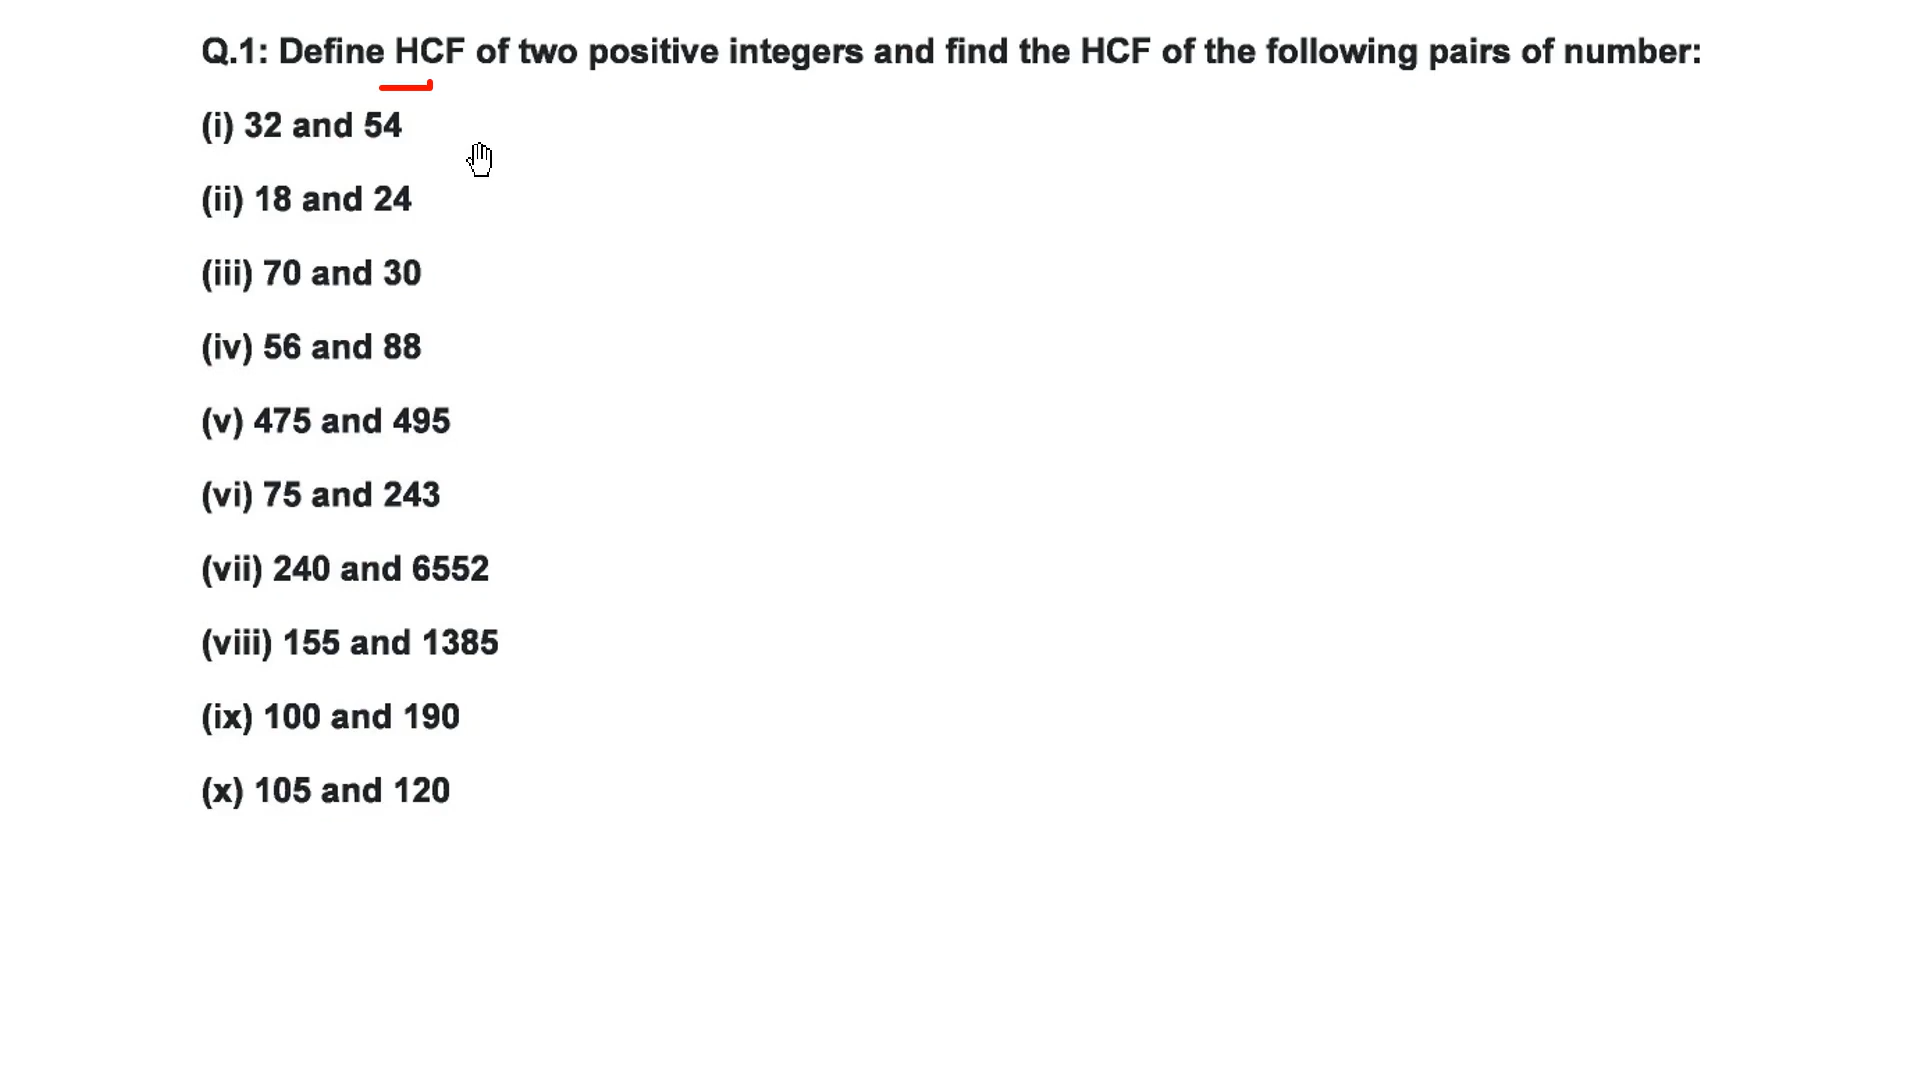 Q.1: Define HCF of two positive integers and find the HCF of the following pairs of number:
(i) 32 and 54
(ii) 18 and 24
(iii) 70 and 30
(iv) 56 and 88
(v) 475 and 495
(vi) 75 and 243
(vii) 240 and 6552
(viii) 155 and 1385
(ix) 100 and 190
(x) 105 and 120